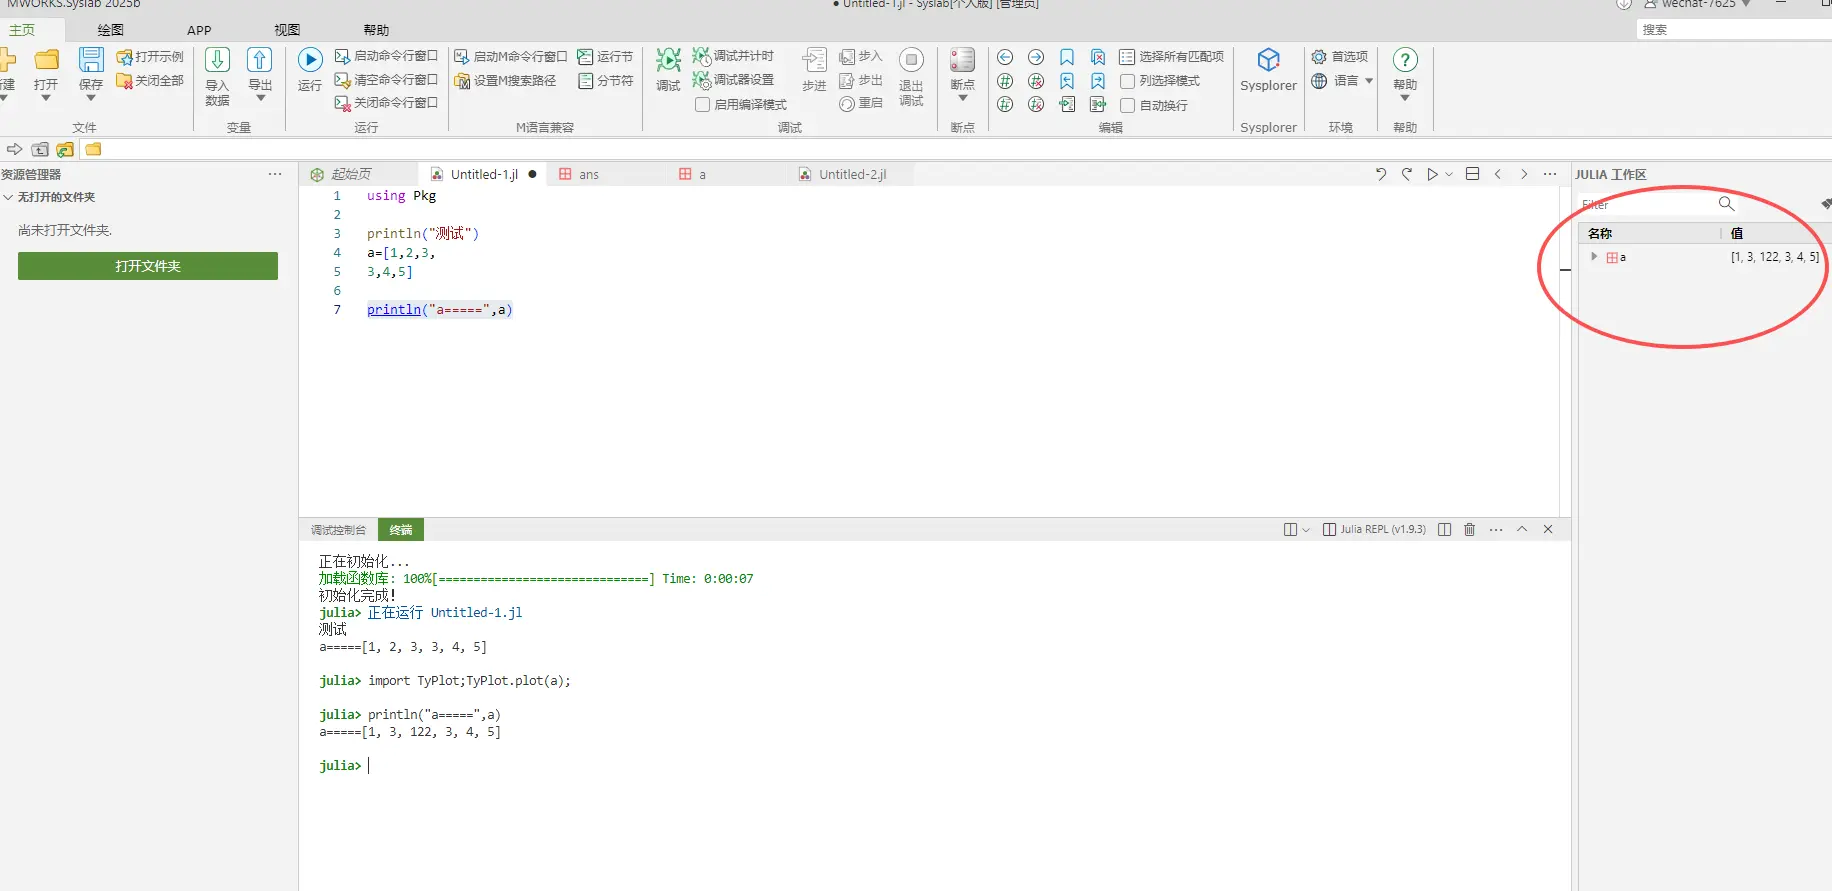 MWORKS.Syslab 2025b
● Untitled-1.jl - Syslab[个人版] [管理员]
wechat-7625
主页 绘图 APP 视图 帮助
搜索
打开 保存 打开示例 关闭全部
文件
导入数据 导出
变量
运行 启动命令行窗口 清空命令行窗口 关闭命令行窗口
运行
启动M命令行窗口 运行节
设置M搜索路径 分节符
M语言兼容
调试 调试并计时 调试器设置 启用编译模式
步进 步入 步出 重启 退出调试
调试
断点
断点
选择所有匹配项
列选择模式
自动换行
编辑
Sysplorer
Sysplorer
首选项
语言
环境
帮助
帮助
资源管理器 ···
无打开的文件夹
尚未打开文件夹.
打开文件夹
起始页 Untitled-1.jl ● ans a Untitled-2.jl
1 using Pkg
2
3 println("测试")
4 a=[1,2,3,
5 3,4,5]
6
7 println("a=====",a)
JULIA 工作区
Filter
名称 值
a [1, 3, 122, 3, 4, 5]
调试控制台 终端
Julia REPL (v1.9.3)
正在初始化...
加载函数库: 100%[==============================] Time: 0:00:07
初始化完成!
julia> 正在运行 Untitled-1.jl
测试
a=====[1, 2, 3, 3, 4, 5]
julia> import TyPlot;TyPlot.plot(a);
julia> println("a=====",a)
a=====[1, 3, 122, 3, 4, 5]
julia>